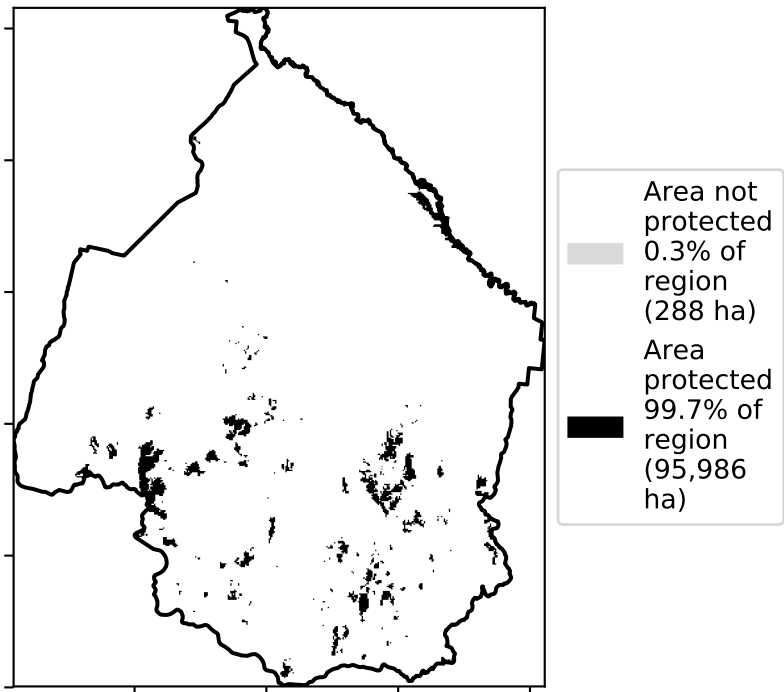 Area not
protected
0.3% of
region
(288 ha)
Area
protected
99.7% of
region
(95,986
ha)